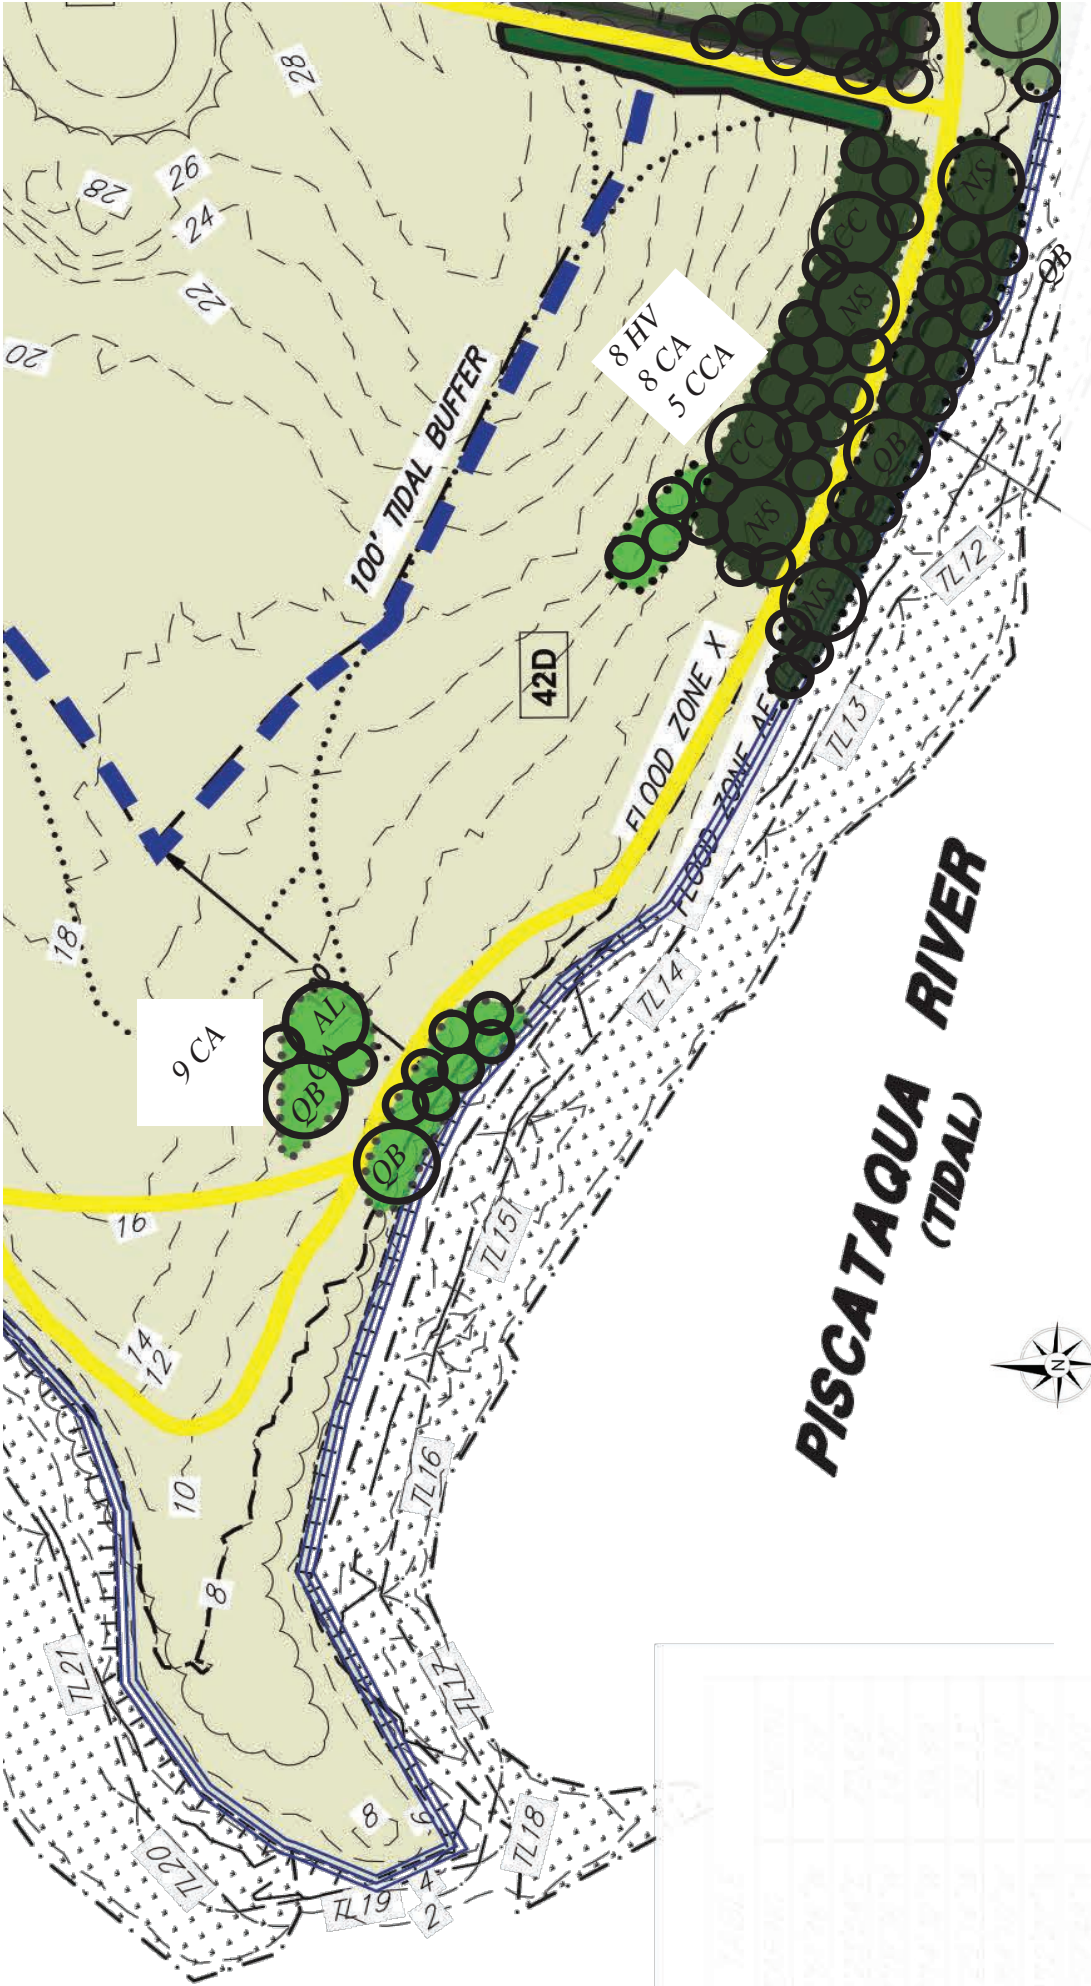 28
26
28
24
22
20
100' TIDAL BUFFER
8 HV
8 CA
5 CCA
CC
NS
NS
QB
CC
NS
QB
NS
42D
FLOOD ZONE X
FLOOD ZONE AE
TL12
TL13
TL14
18
9 CA
AL
QB
QB
16
14
12
10
8
TL15
TL16
TL17
TL18
TL19
TL20
TL21
8
6
4
2
PISCATAQUA RIVER
(TIDAL)
N